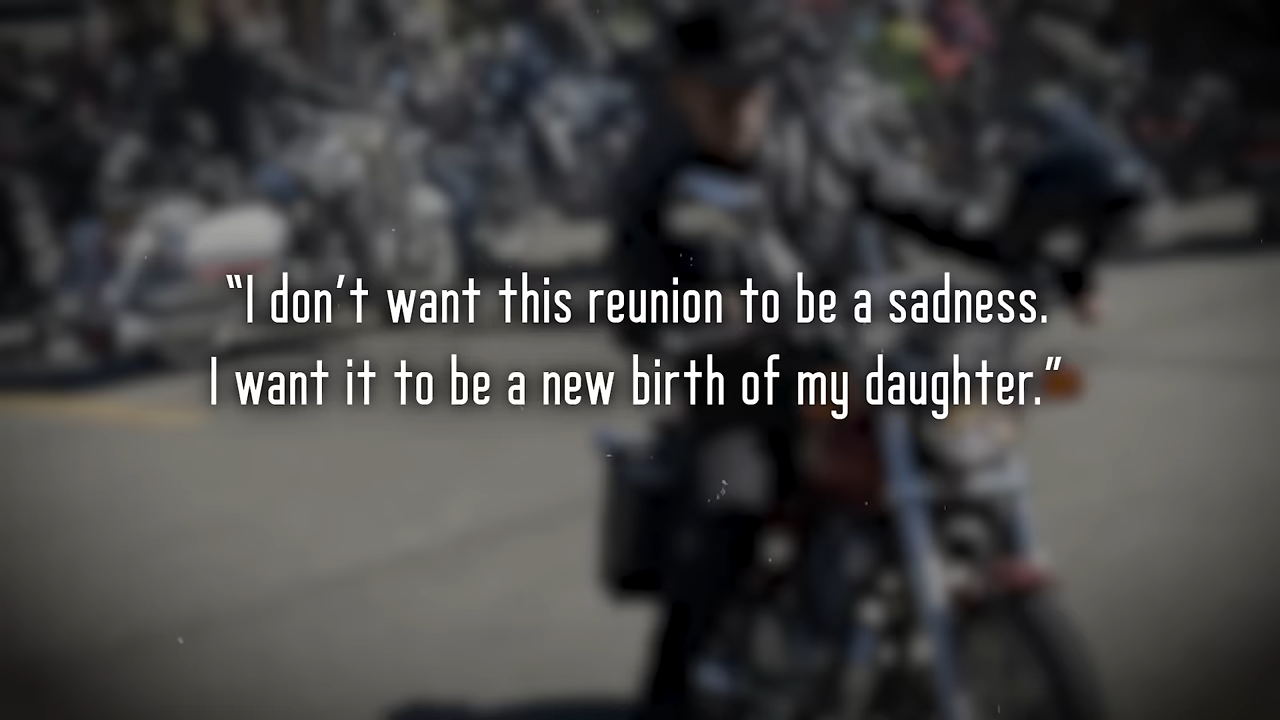 “I don’t want this reunion to be a sadness.
I want it to be a new birth of my daughter.”